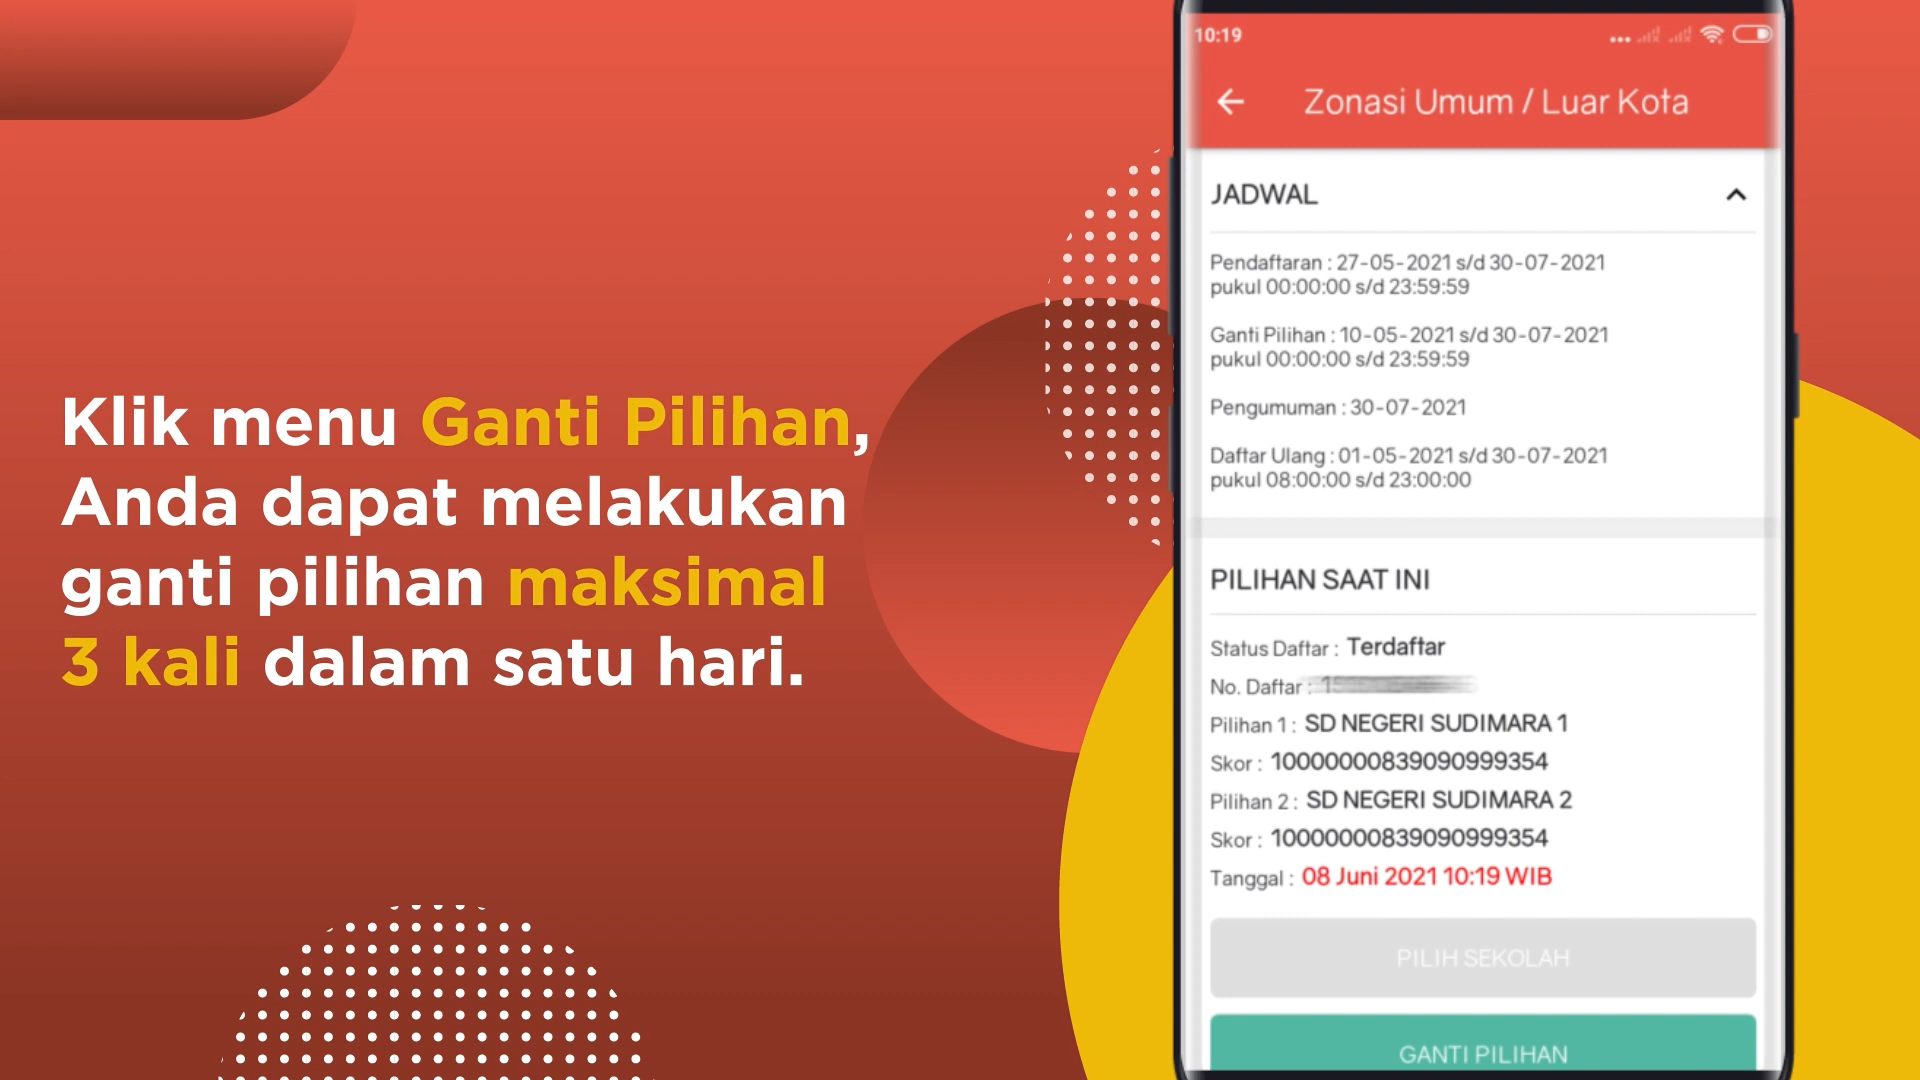 Klik menu Ganti Pilihan,
Anda dapat melakukan
ganti pilihan maksimal
3 kali dalam satu hari.
10:19
Zonasi Umum / Luar Kota
JADWAL
Pendaftaran : 27-05-2021 s/d 30-07-2021
pukul 00:00:00 s/d 23:59:59
Ganti Pilihan : 10-05-2021 s/d 30-07-2021
pukul 00:00:00 s/d 23:59:59
Pengumuman : 30-07-2021
Daftar Ulang : 01-05-2021 s/d 30-07-2021
pukul 08:00:00 s/d 23:00:00
PILIHAN SAAT INI
Status Daftar : Terdaftar
No. Daftar :
Pilihan 1 : SD NEGERI SUDIMARA 1
Skor : 10000000839090999354
Pilihan 2 : SD NEGERI SUDIMARA 2
Skor : 10000000839090999354
Tanggal : 08 Juni 2021 10:19 WIB
PILIH SEKOLAH
GANTI PILIHAN